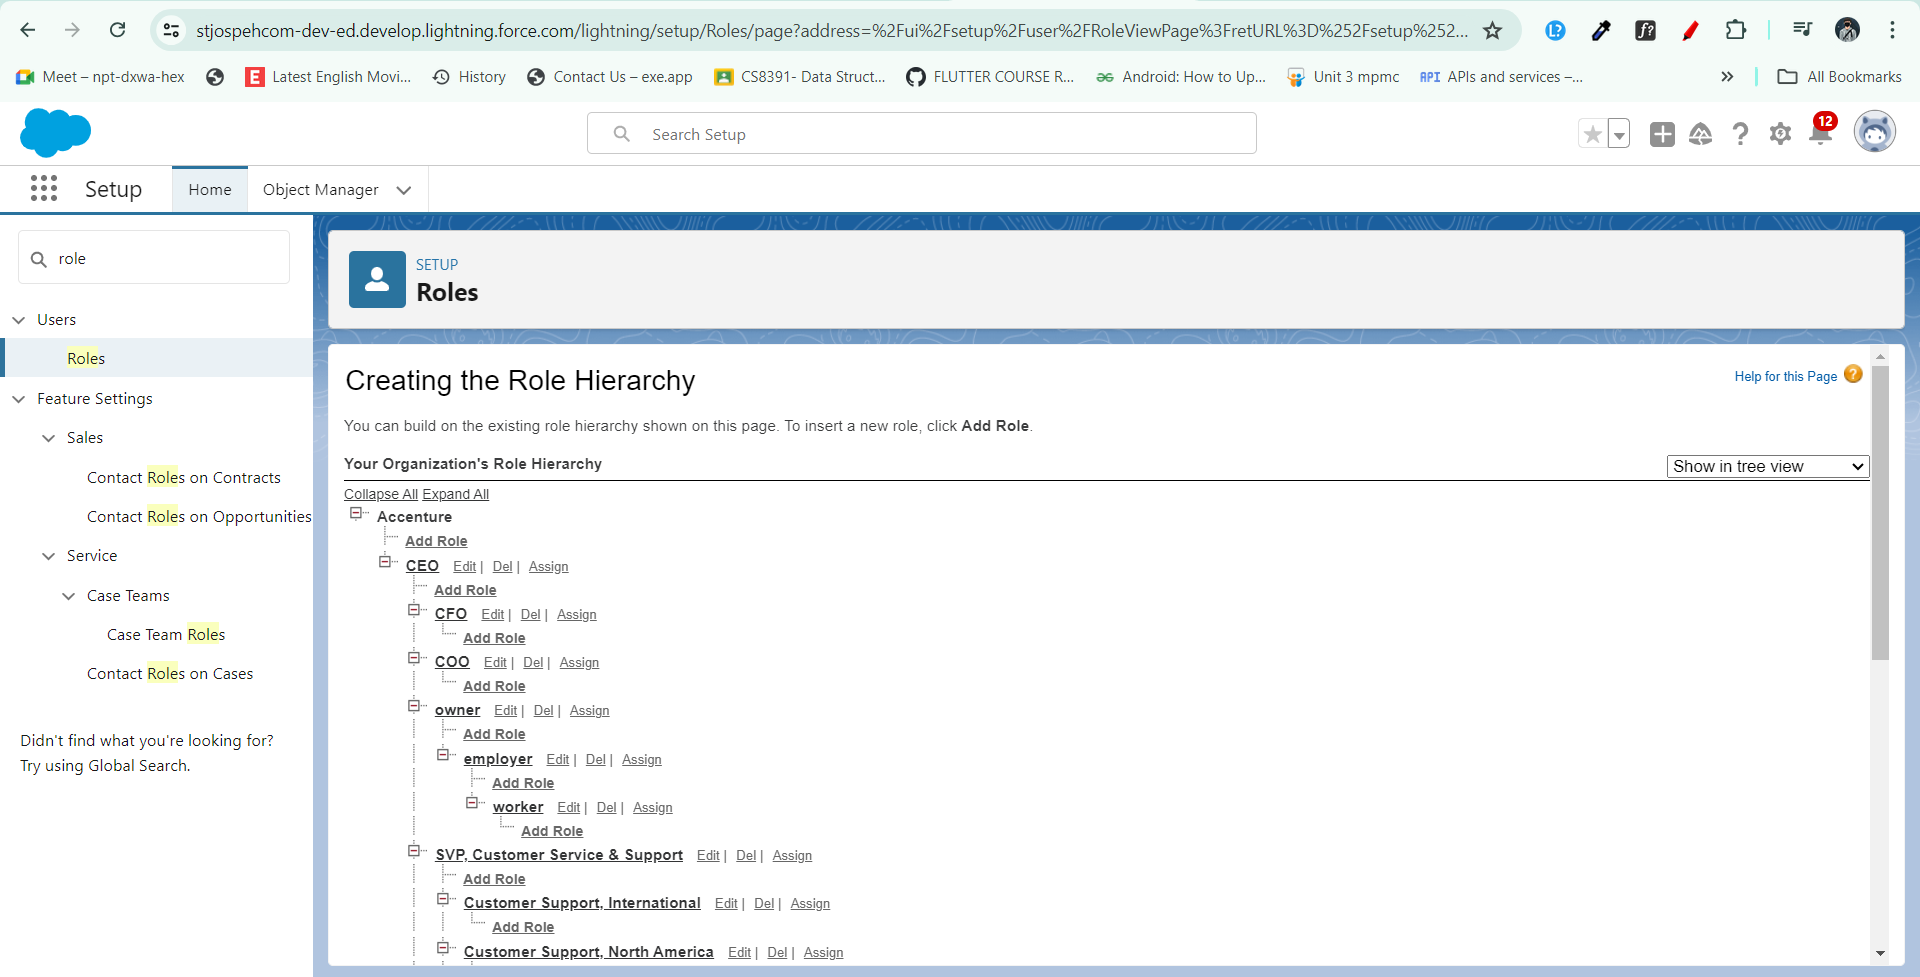 stjospehcom-dev-ed.develop.lightning.force.com/lightning/setup/Roles/page?address=%2Fui%2Fsetup%2Fuser%2FRoleViewPage%3FretURL%3D%252Fsetup%252...
Meet – npt-dxwa-hex
Latest English Movi...
History
Contact Us – exe.app
CS8391- Data Struct...
FLUTTER COURSE R...
Android: How to Up...
Unit 3 mpmc
API APIs and services –...
» All Bookmarks
Search Setup
12
Setup
Home
Object Manager
role
Users
Roles
Feature Settings
Sales
Contact Roles on Contracts
Contact Roles on Opportunities
Service
Case Teams
Case Team Roles
Contact Roles on Cases
Didn't find what you're looking for?
Try using Global Search.
SETUP
Roles
Creating the Role Hierarchy
Help for this Page ?
You can build on the existing role hierarchy shown on this page. To insert a new role, click Add Role.
Your Organization's Role Hierarchy
Show in tree view
Collapse All Expand All
Accenture
Add Role
CEO Edit | Del | Assign
Add Role
CFO Edit | Del | Assign
Add Role
COO Edit | Del | Assign
Add Role
owner Edit | Del | Assign
Add Role
employer Edit | Del | Assign
Add Role
worker Edit | Del | Assign
Add Role
SVP, Customer Service & Support Edit | Del | Assign
Add Role
Customer Support, International Edit | Del | Assign
Add Role
Customer Support, North America Edit | Del | Assign